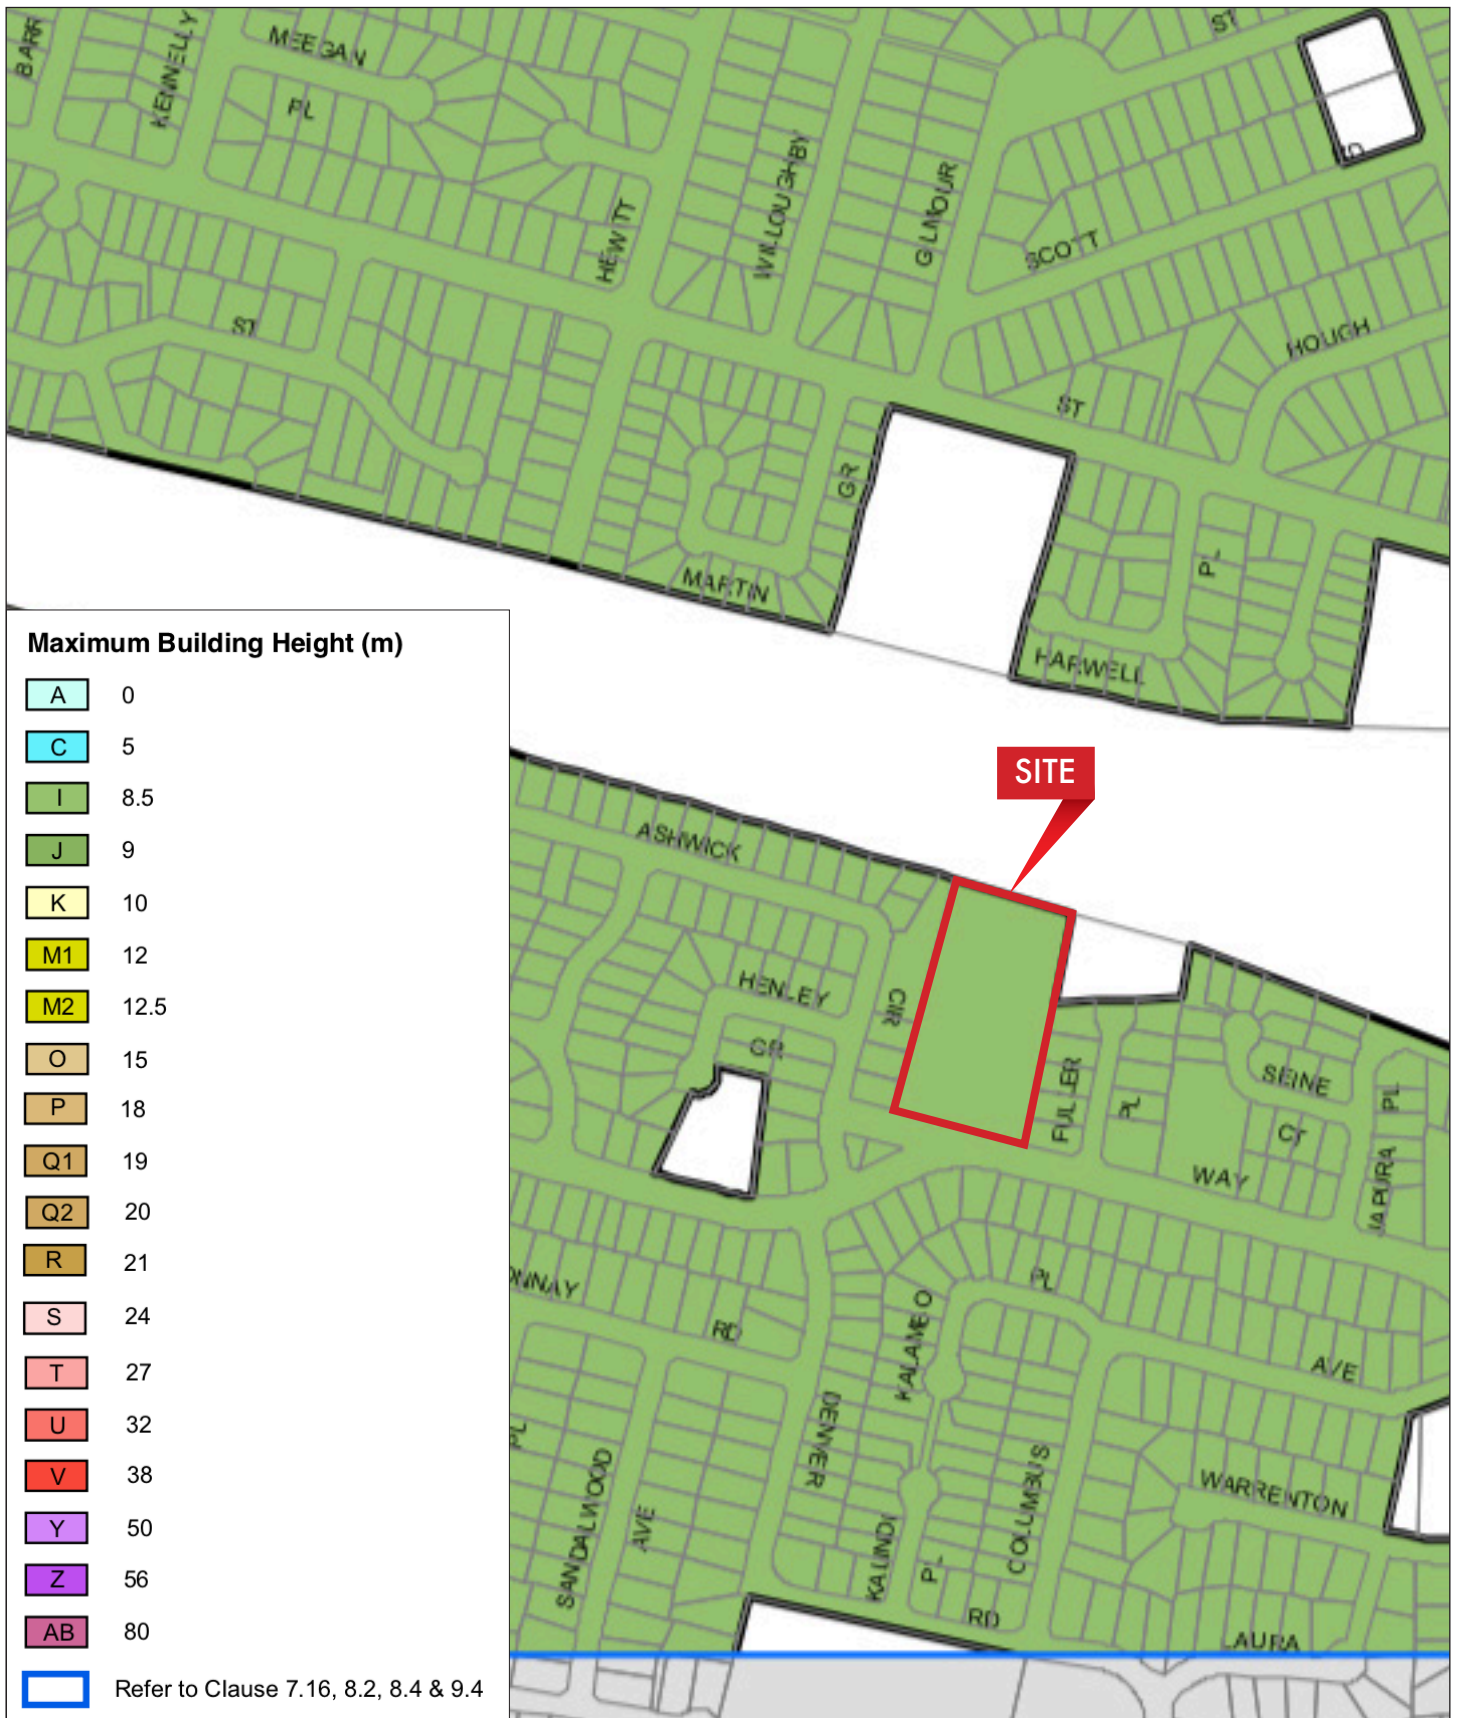 BARR
KENNELLY
MEEGAN
PL
HEWITT
WILLOUGHBY
GILMOUR
ST
SCOTT
HOUGH
ST
ST
GR
MARTIN
PL
HARWELL
Maximum Building Height (m)
A 0
C 5
I 8.5
J 9
K 10
M1 12
M2 12.5
O 15
P 18
Q1 19
Q2 20
R 21
S 24
T 27
U 32
V 38
Y 50
Z 56
AB 80
Refer to Clause 7.16, 8.2, 8.4 & 9.4
SITE
ASHWICK
HENLEY
CIR
GR
FULLER
PL
SEINE
CT
PL
JAPURA
WAY
ONNAY
RD
PL
KALAMBO
AVE
DENVER
PL
SANDALWOOD
AVE
KALINDI
PL
COLUMBUS
RD
WARRENTON
LAURA